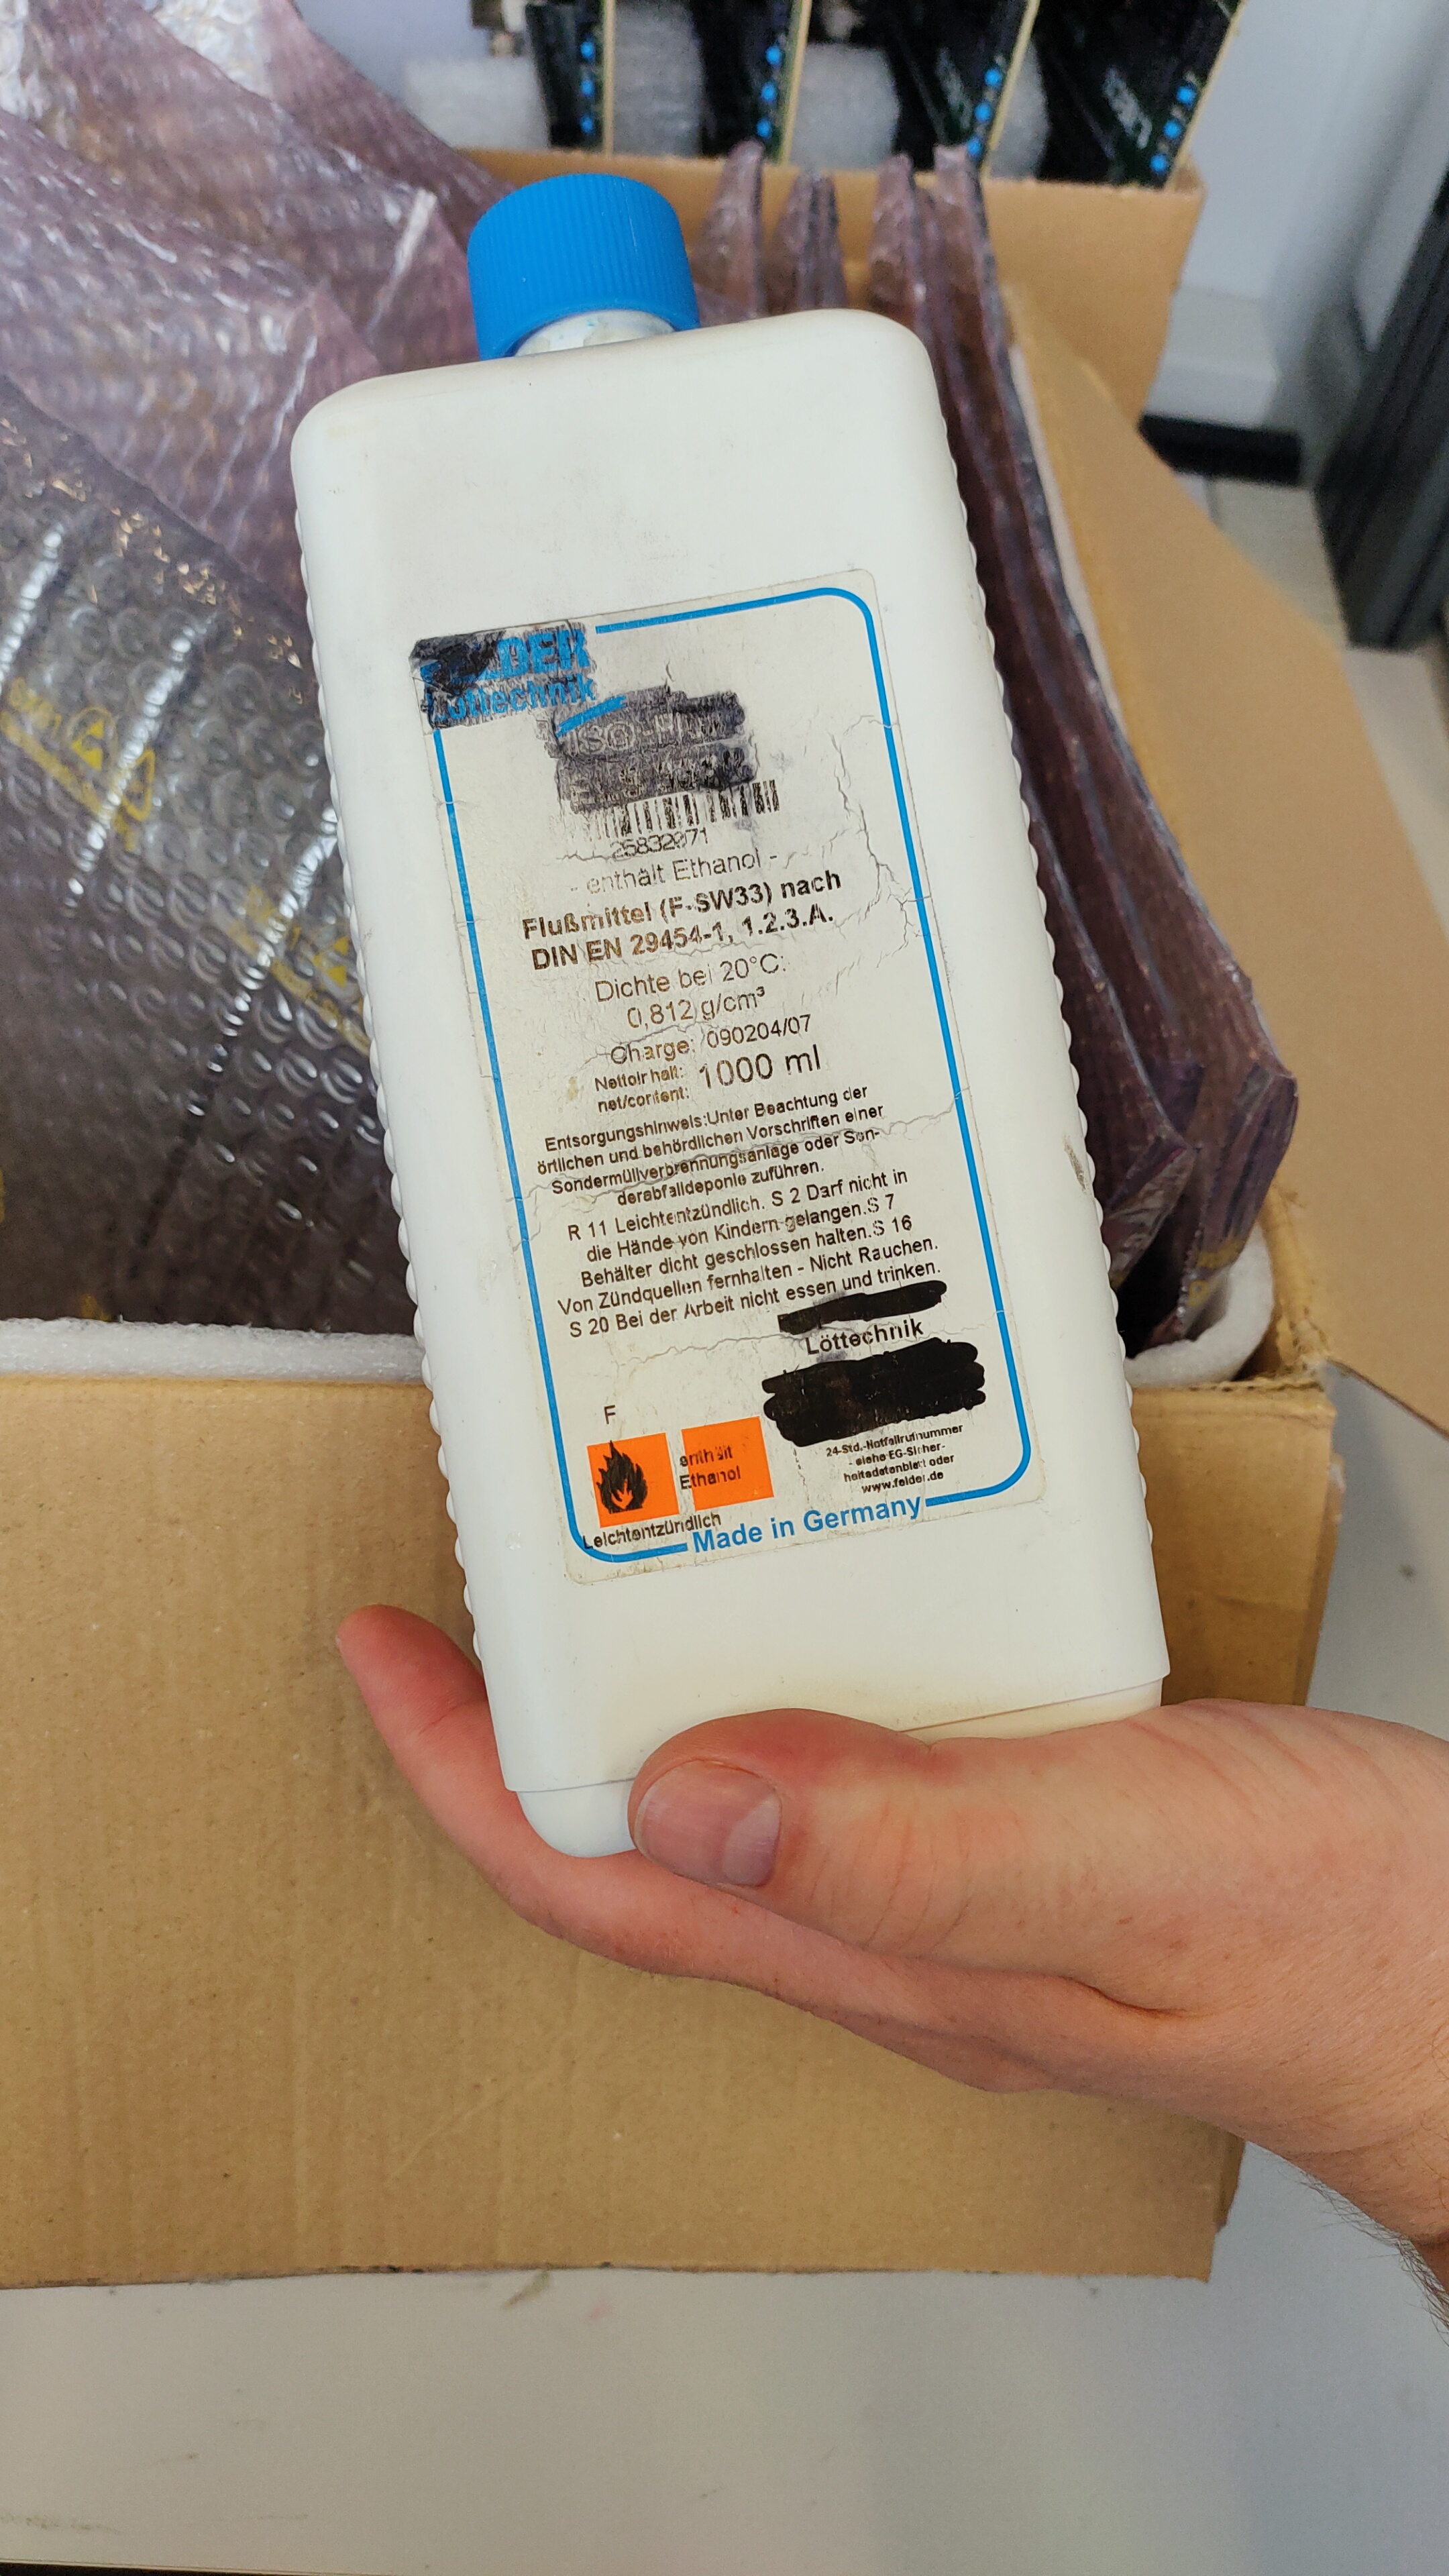 Löttechnik
25832071
- enthält Ethanol -
Flußmittel (F-SW33) nach
DIN EN 29454-1, 1.2.3.A.
Dichte bei 20°C:
0,812 g/cm³
Charge: 090204/07
Nettoinhalt:
net/content: 1000 ml
Entsorgungshinweis:Unter Beachtung der
örtlichen und behördlichen Vorschriften einer
Sondermüllverbrennungsanlage oder Son-
derabfalldeponie zuführen.
R 11 Leichtentzündlich. S 2 Darf nicht in
die Hände von Kindern gelangen.S 7
Behälter dicht geschlossen halten.S 16
Von Zündquellen fernhalten - Nicht Rauchen.
S 20 Bei der Arbeit nicht essen und trinken.
Löttechnik
F
enthält
Ethanol
Leichtentzündlich
24-Std.-Notfallrufnummer
- siehe EG-Sicher-
heitsdatenblatt oder
www.felder.de
Made in Germany